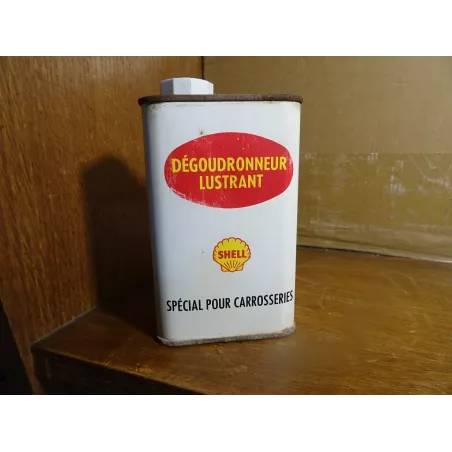 DÉGOUDRONNEUR
LUSTRANT
SHELL
SPÉCIAL POUR CARROSSERIES